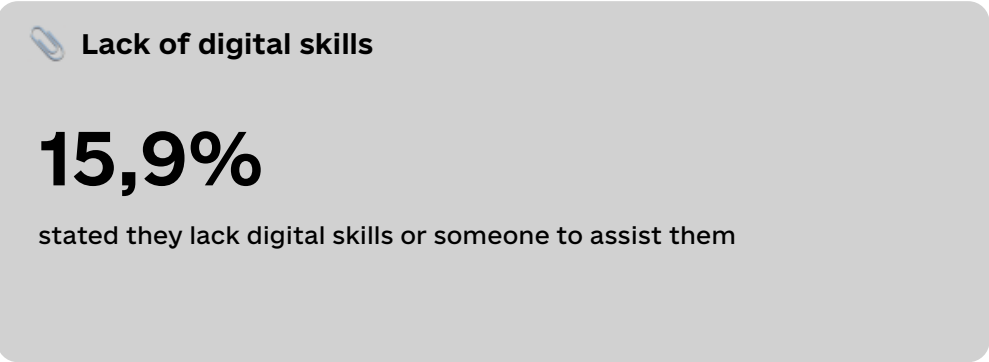 Lack of digital skills
15,9%
stated they lack digital skills or someone to assist them